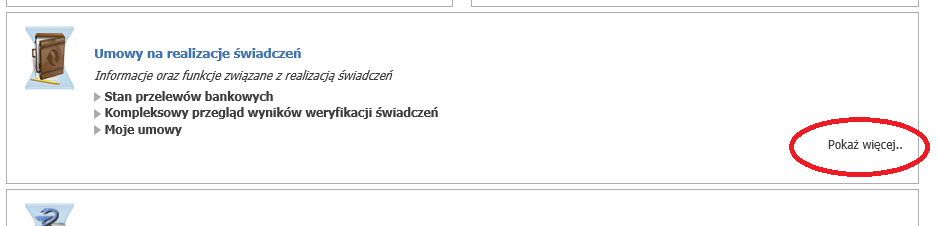 Umowy na realizacje świadczeń
Informacje oraz funkcje związane z realizacją świadczeń
Stan przelewów bankowych
Kompleksowy przegląd wyników weryfikacji świadczeń
Moje umowy
Pokaż więcej..